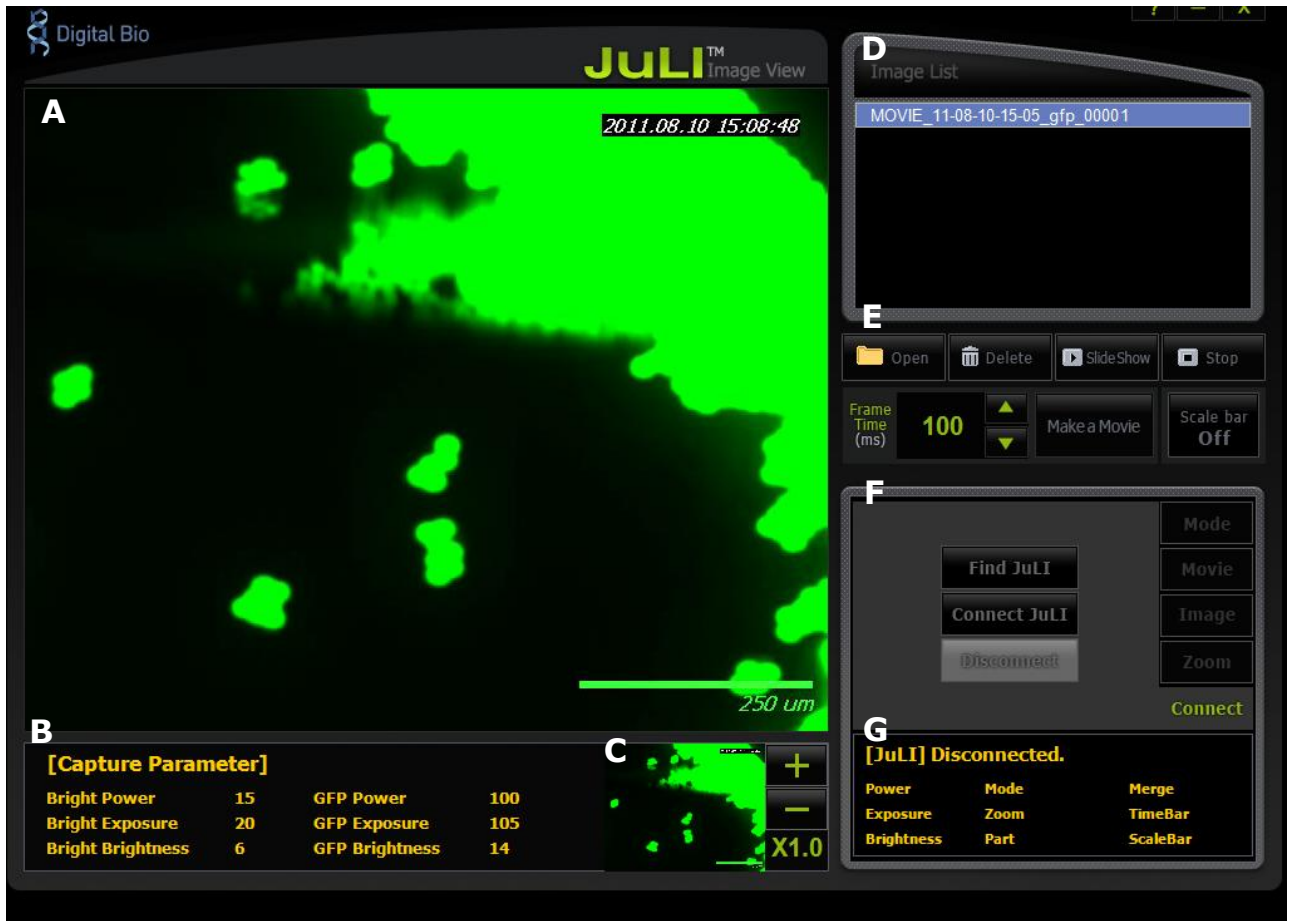 ? — X
Digital Bio
JuLI™
Image View
A
2011.08.10 15:08:48
250 um
B
[Capture Parameter]
Bright Power 15 GFP Power 100
Bright Exposure 20 GFP Exposure 105
Bright Brightness 6 GFP Brightness 14
C
+
—
X1.0
D
Image List
MOVIE_11-08-10-15-05_gfp_00001
E
Open Delete SlideShow Stop
Frame
Time
(ms)
100
Make a Movie
Scale bar
Off
F
Find JuLI
Connect JuLI
Disconnect
Mode
Movie
Image
Zoom
Connect
G
[JuLI] Disconnected.
Power Mode Merge
Exposure Zoom TimeBar
Brightness Part ScaleBar